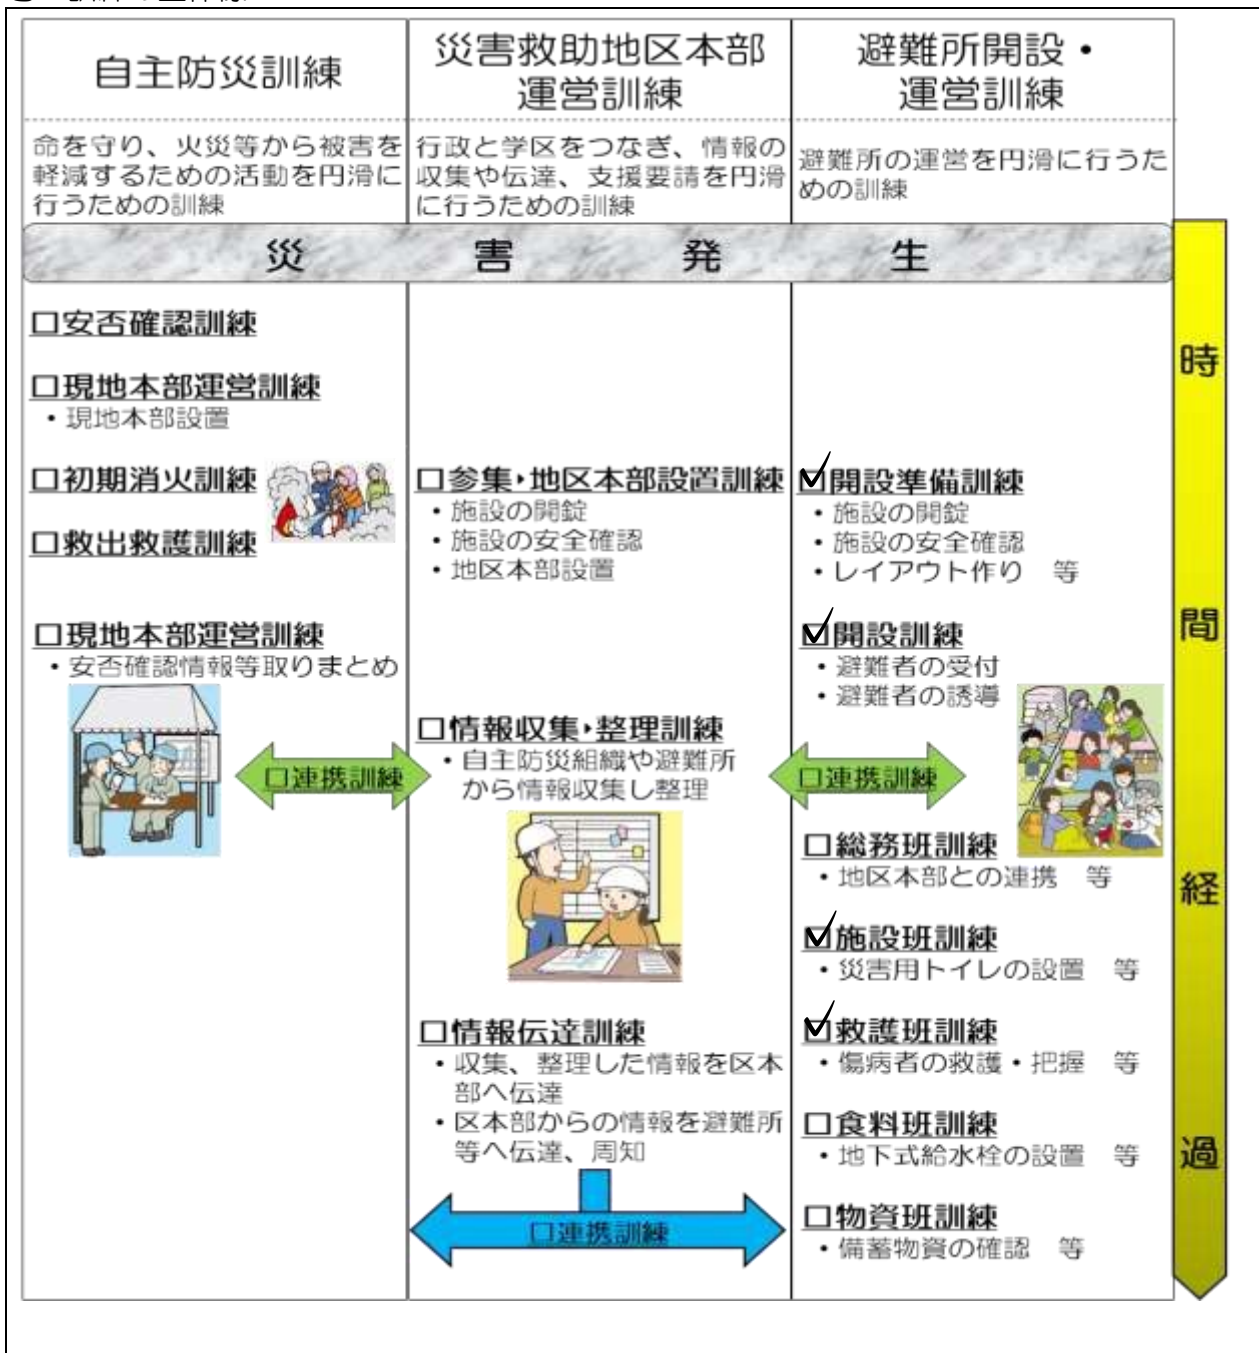 自主防災訓練
命を守り、火災等から被害を
軽減するための活動を円滑に
行うための訓練
災害救助地区本部
運営訓練
行政と学区をつなぎ、情報の
収集や伝達、支援要請を円滑
に行うための訓練
避難所開設・
運営訓練
避難所の運営を円滑に行うた
めの訓練
災害発生
□安否確認訓練
□現地本部運営訓練
・現地本部設置
□初期消火訓練
□救出救護訓練
□現地本部運営訓練
・安否確認情報等取りまとめ
□連携訓練
□参集・地区本部設置訓練
・施設の開錠
・施設の安全確認
・地区本部設置
□情報収集・整理訓練
・自主防災組織や避難所
から情報収集し整理
□情報伝達訓練
・収集、整理した情報を区本
部へ伝達
・区本部からの情報を避難所
等へ伝達、周知
□連携訓練
☑開設準備訓練
・施設の開錠
・施設の安全確認
・レイアウト作り 等
☑開設訓練
・避難者の受付
・避難者の誘導
□連携訓練
□総務班訓練
・地区本部との連携 等
☑施設班訓練
・災害用トイレの設置 等
☑救護班訓練
・傷病者の救護・把握 等
□食料班訓練
・地下式給水栓の設置 等
□物資班訓練
・備蓄物資の確認 等
時間経過